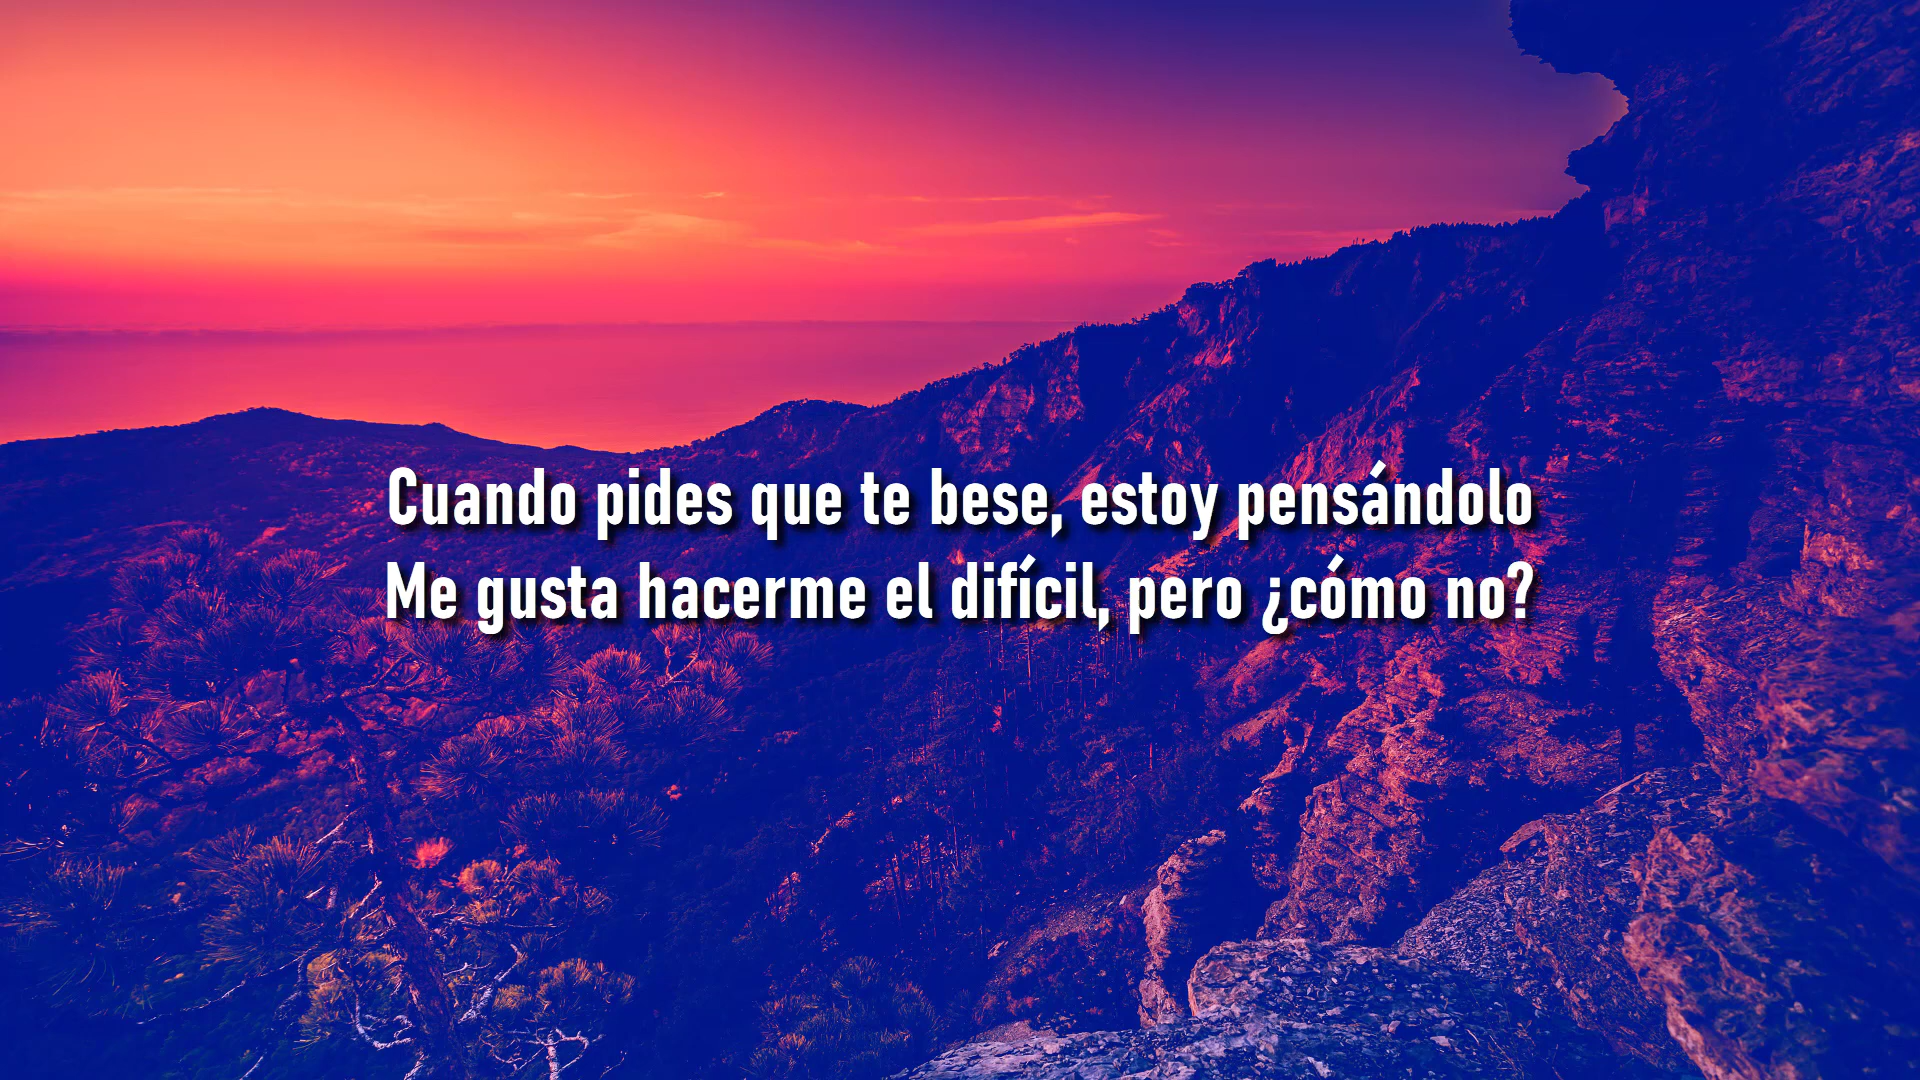 Cuando pides que te bese, estoy pensándolo
Me gusta hacerme el difícil, pero ¿cómo no?